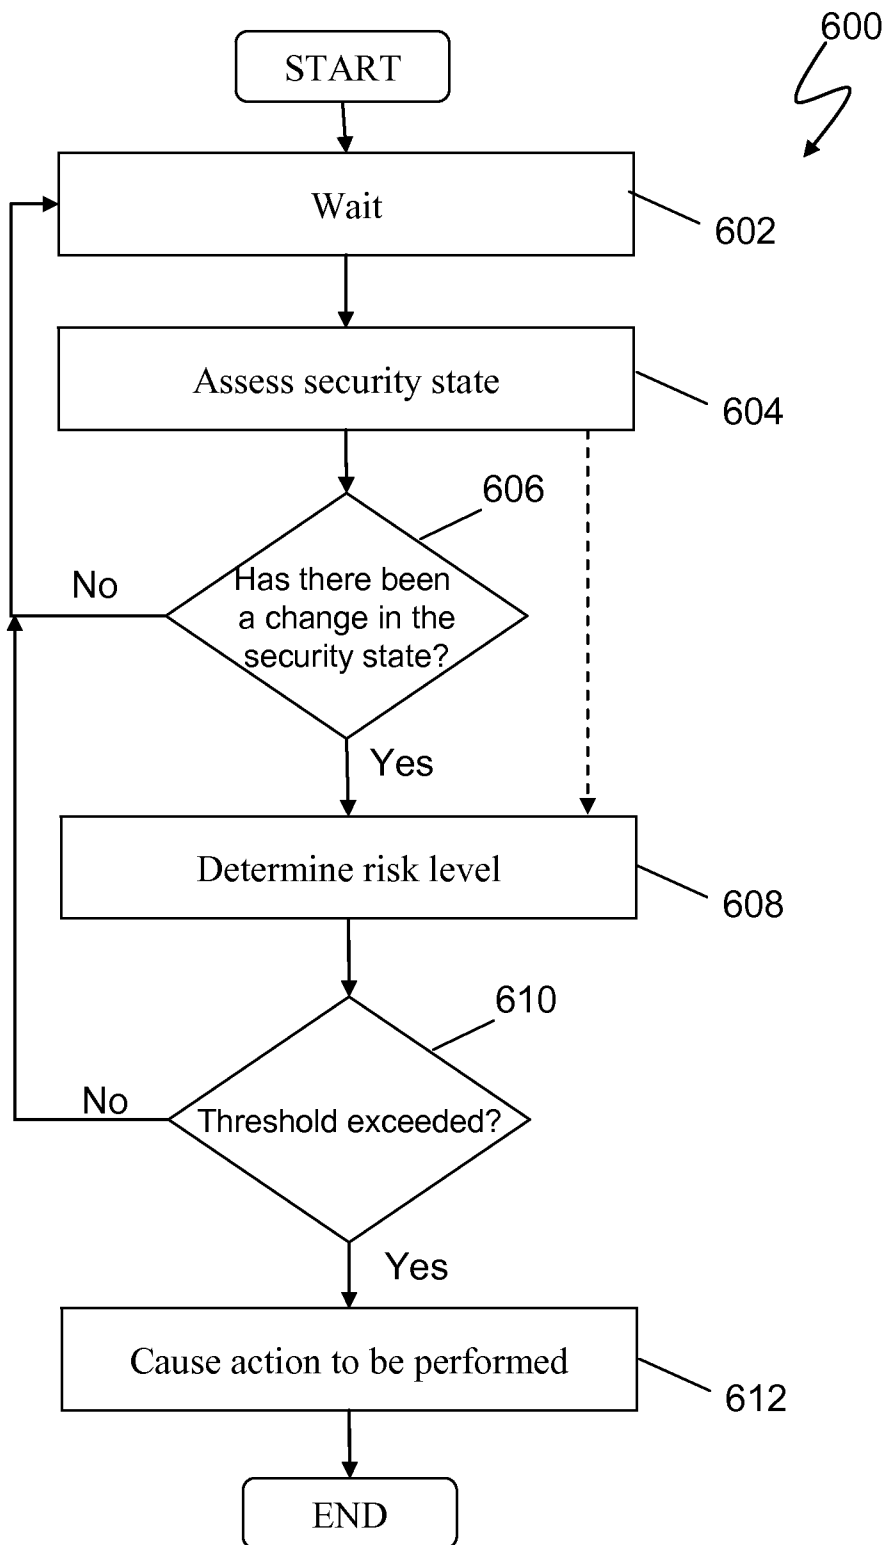 600
START
Wait
602
Assess security state
604
606
No
Has there been
a change in the
security state?
Yes
Determine risk level
608
610
No
Threshold exceeded?
Yes
Cause action to be performed
612
END